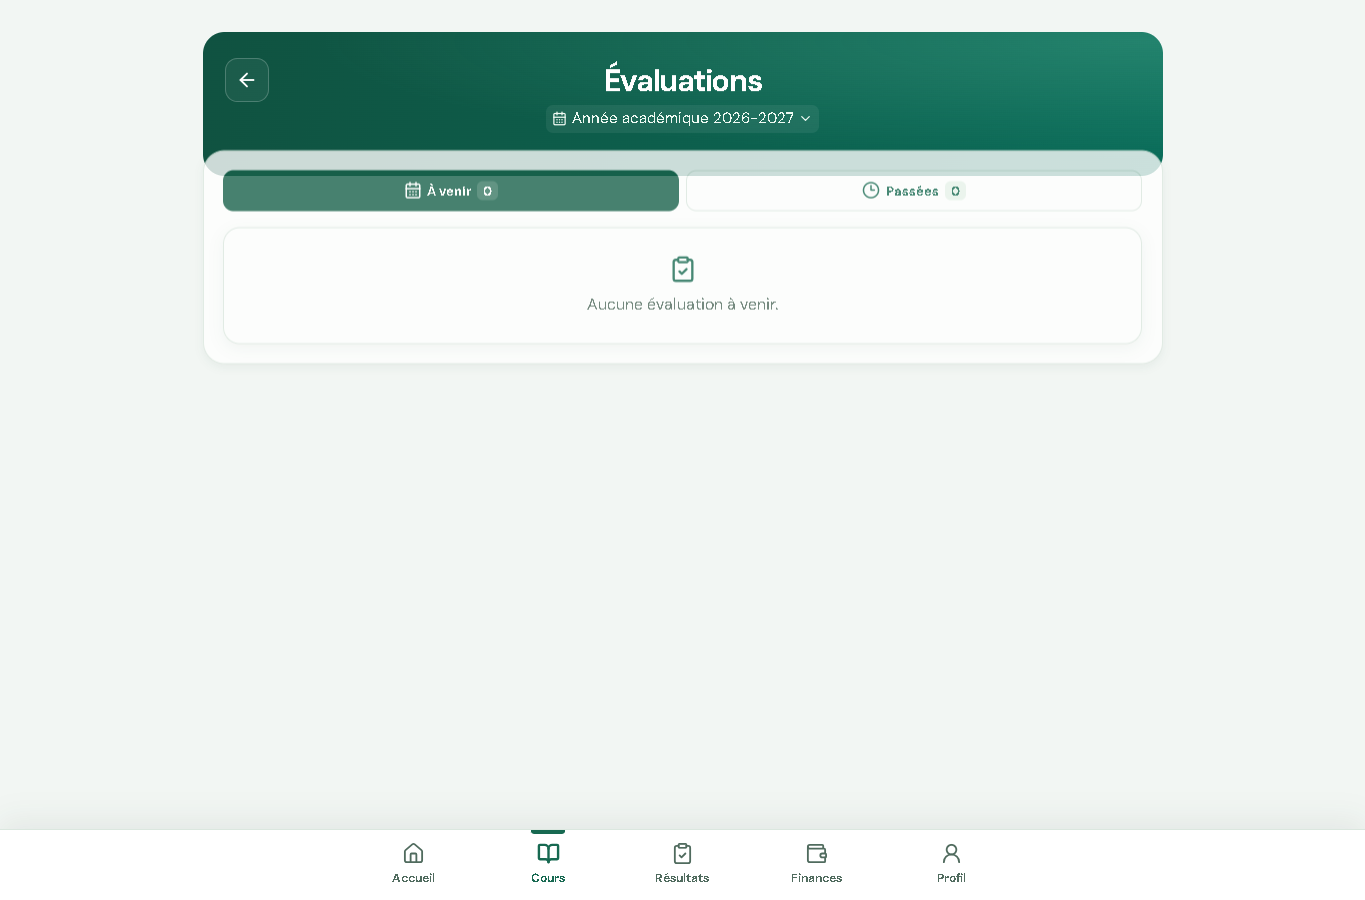 Évaluations
Année académique 2026-2027
À venir 0
Passées 0
Aucune évaluation à venir.
Accueil
Cours
Résultats
Finances
Profil